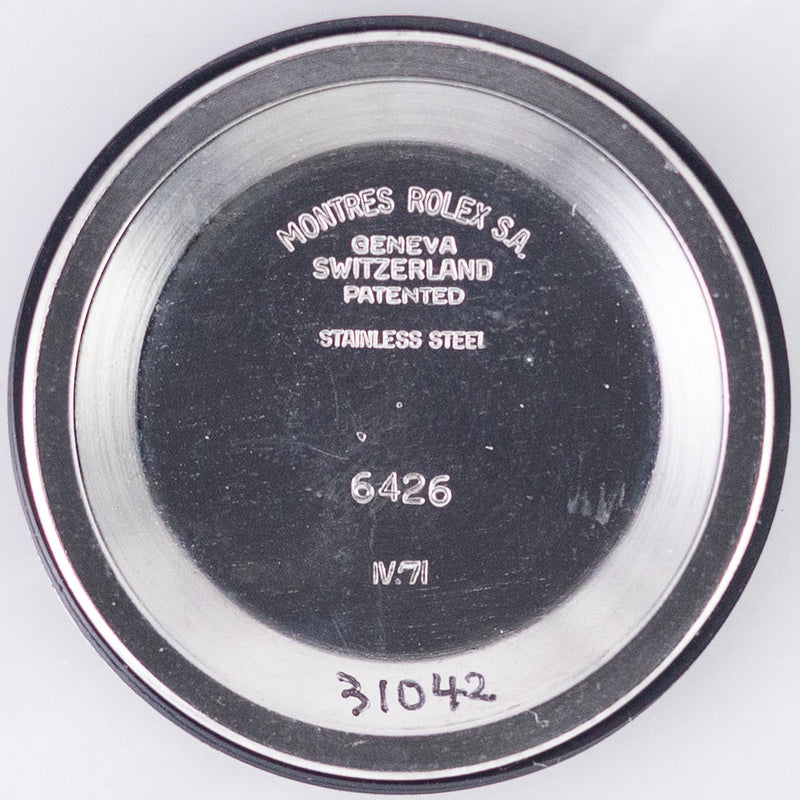 MONTRES ROLEX S.A.
GENEVA
SWITZERLAND
PATENTED
STAINLESS STEEL
6426
IV.71
31042